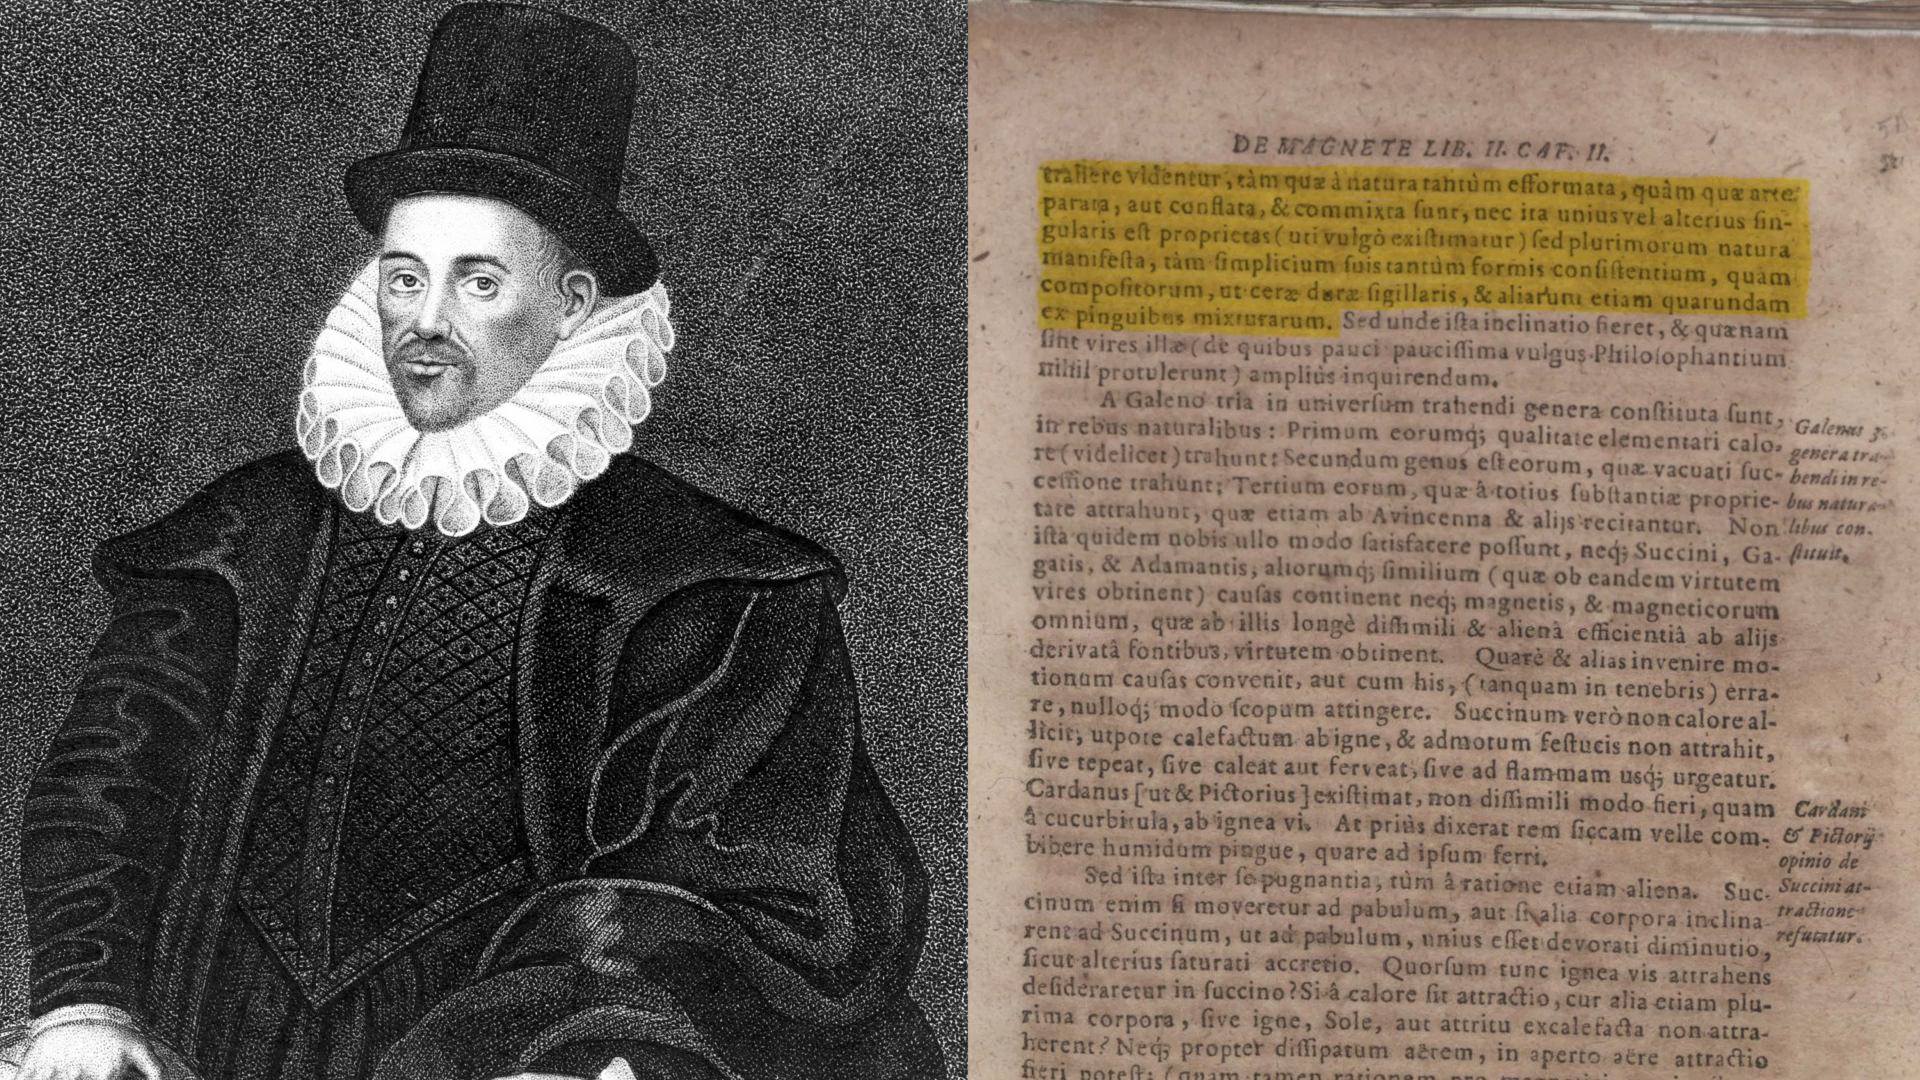 DE MAGNETE LIB. II. CAP. II.
trahere videntur, tàm quæ à natura tantùm efformata, quàm quæ arte
parata, aut conflata, & commixta ſunt, nec ita unius vel alterius ſin-
gularis eſt proprietas (uti vulgò exiſtimatur) ſed plurimorum natura
manifeſta, tàm ſimplicium ſuis tantùm formis conſiſtentium, quàm
compoſitorum, ut ceræ duræ ſigillaris, & aliarum etiam quarundam
ex pinguibus mixturarum. Sed unde iſta inclinatio fieret, & quænam
ſint vires illæ (de quibus pauci pauciſſima vulgus Philoſophantium
nihil protulerunt) ampliùs inquirendum.
A Galeno tria in univerſum trahendi genera conſtituta ſunt,
in rebus naturalibus: Primum eorumq́; qualitate elementari calo-
re (videlicet) trahunt: Secundum genus eſt eorum, quæ vacuati ſuc-
ceſſione trahunt; Tertium eorum, quæ â totius ſubſtantiæ proprie-
tate attrahunt, quæ etiam ab Avincenna & alijs recitantur. Non
iſta quidem nobis ullo modo ſatisfacere poſſunt, neq́; Succini, Ga-
gatis, & Adamantis, aliorumq́; ſimilium (quæ ob eandem virtutem
vires obtinent) cauſas continent neq́; magnetis, & magneticorum
omnium, quæ ab illis longè diſſimili & alienâ efficientiâ ab alijs
derivatâ fontibus, virtutem obtinent. Quarè & alias invenire mo-
tionum cauſas convenit, aut cum his, (tanquam in tenebris) erra-
re, nulloq́; modo ſcopum attingere. Succinum verò non calore al-
licit; utpote calefactum ab igne, & admotum feſtucis non attrahit,
ſive tepeat, ſive caleat aut ferveat, ſive ad flammam usq́; urgeatur.
Cardanus [ut & Pictorius] exiſtimat, non diſſimili modo fieri, quam
â cucurbitula, ab ignea vi. At priùs dixerat rem ſiccam velle com-
bibere humidum pingue, quare ad ipſum ferri.
Sed iſta inter ſe pugnantia, tùm â ratione etiam aliena. Suc-
cinum enim ſi moveretur ad pabulum, aut ſi alia corpora inclina-
rent ad Succinum, ut ad pabulum, unius eſſet devorati diminutio,
ſicut alterius ſaturati accretio. Quorſum tunc ignea vis attrahens
deſideraretur in ſuccino? Si â calore ſit attractio, cur alia etiam plu-
rima corpora, ſive igne, Sole, aut attritu excalefacta non attra-
herent? Neq́; propter diſſipatum aërem, in aperto aëre attractio
fieri poteſt: (quam tamen rationem pro
Galenus 3
genera tra-
hendi in re-
bus natura-
libus con-
ſtituit.
Cardani
& Pictorij
opinio de
Succini at-
tractione
refutatur.